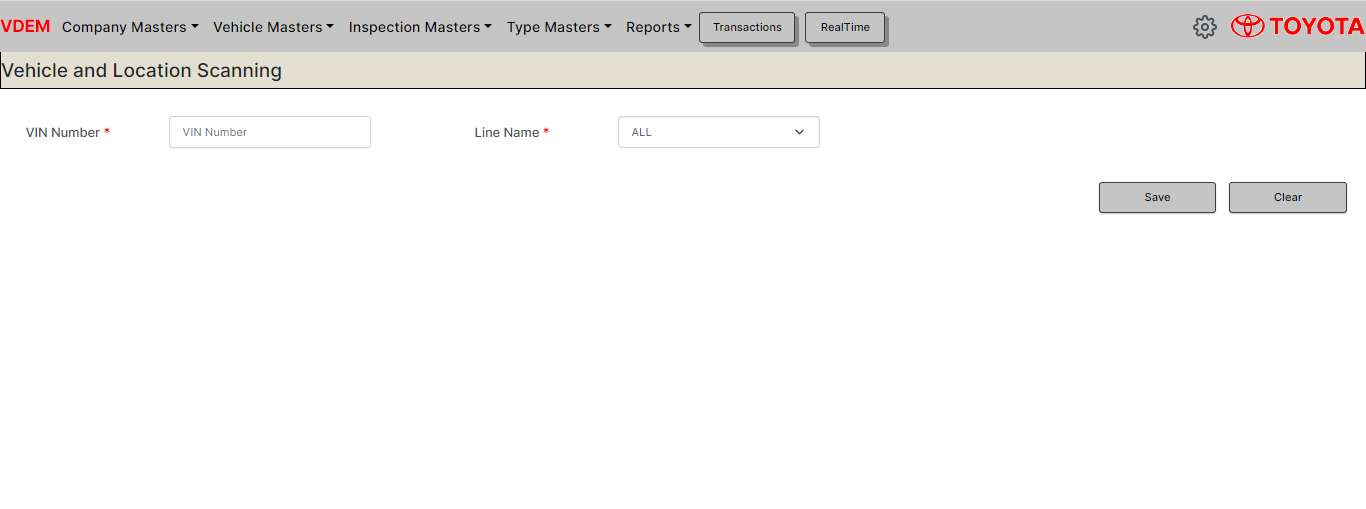 VDEM Company Masters Vehicle Masters Inspection Masters Type Masters Reports Transactions RealTime TOYOTA
Vehicle and Location Scanning
VIN Number * VIN Number Line Name * ALL
Save Clear